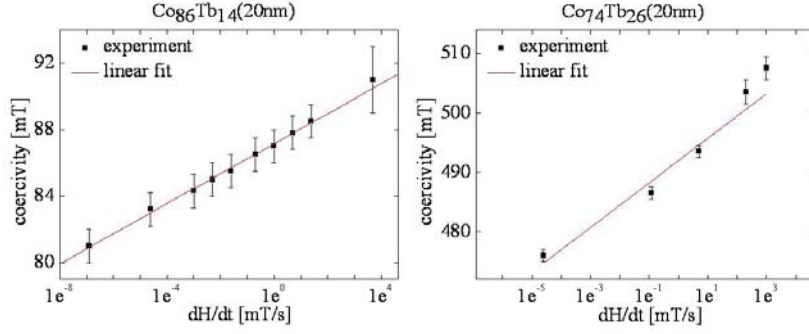 Co86Tb14(20nm)
experiment
linear fit
92
88
84
80
coercivity [mT]
1e-8
1e-4
1e0
1e4
dH/dt [mT/s]
Co74Tb26(20nm)
experiment
linear fit
510
500
490
480
coercivity [mT]
1e-5
1e-3
1e-1
1e1
1e3
dH/dt [mT/s]